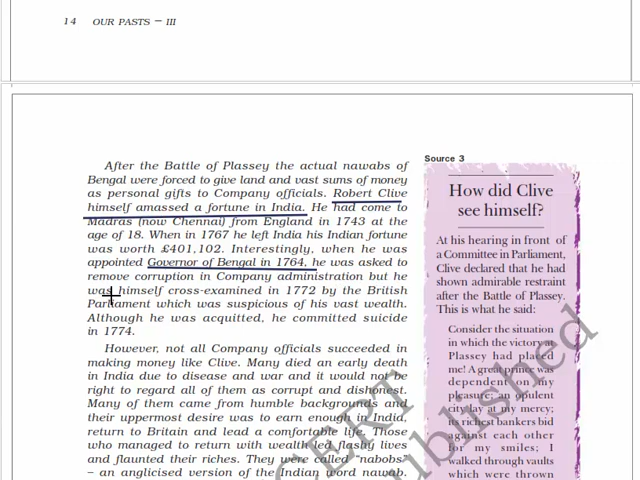 14 OUR PASTS – III
After the Battle of Plassey the actual nawabs of
Bengal were forced to give land and vast sums of money
as personal gifts to Company officials. Robert Clive
himself amassed a fortune in India. He had come to
Madras (now Chennai) from England in 1743 at the
age of 18. When in 1767 he left India his Indian fortune
was worth £401,102. Interestingly, when he was
appointed Governor of Bengal in 1764, he was asked to
remove corruption in Company administration but he
was himself cross-examined in 1772 by the British
Parliament which was suspicious of his vast wealth.
Although he was acquitted, he committed suicide
in 1774.
However, not all Company officials succeeded in
making money like Clive. Many died an early death
in India due to disease and war and it would not be
right to regard all of them as corrupt and dishonest.
Many of them came from humble backgrounds and
their uppermost desire was to earn enough in India,
return to Britain and lead a comfortable life. Those
who managed to return with wealth led flashy lives
and flaunted their riches. They were called “nabobs”
– an anglicised version of the Indian word nawab.
Source 3
How did Clive
see himself?
At his hearing in front of
a Committee in Parliament,
Clive declared that he had
shown admirable restraint
after the Battle of Plassey.
This is what he said:
Consider the situation
in which the victory at
Plassey had placed
me! A great prince was
dependent on my
pleasure; an opulent
city lay at my mercy;
its richest bankers bid
against each other
for my smiles; I
walked through vaults
which were thrown